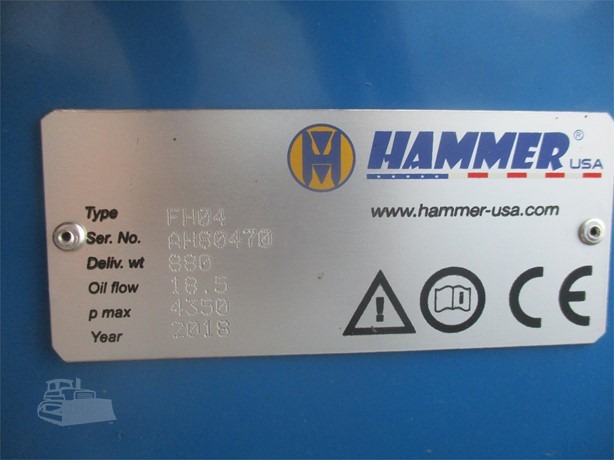 HAMMER® USA
www.hammer-usa.com
Type FH04
Ser. No. AH80470
Deliv. wt 880
Oil flow 18.5
p max 4350
Year 2018
CE